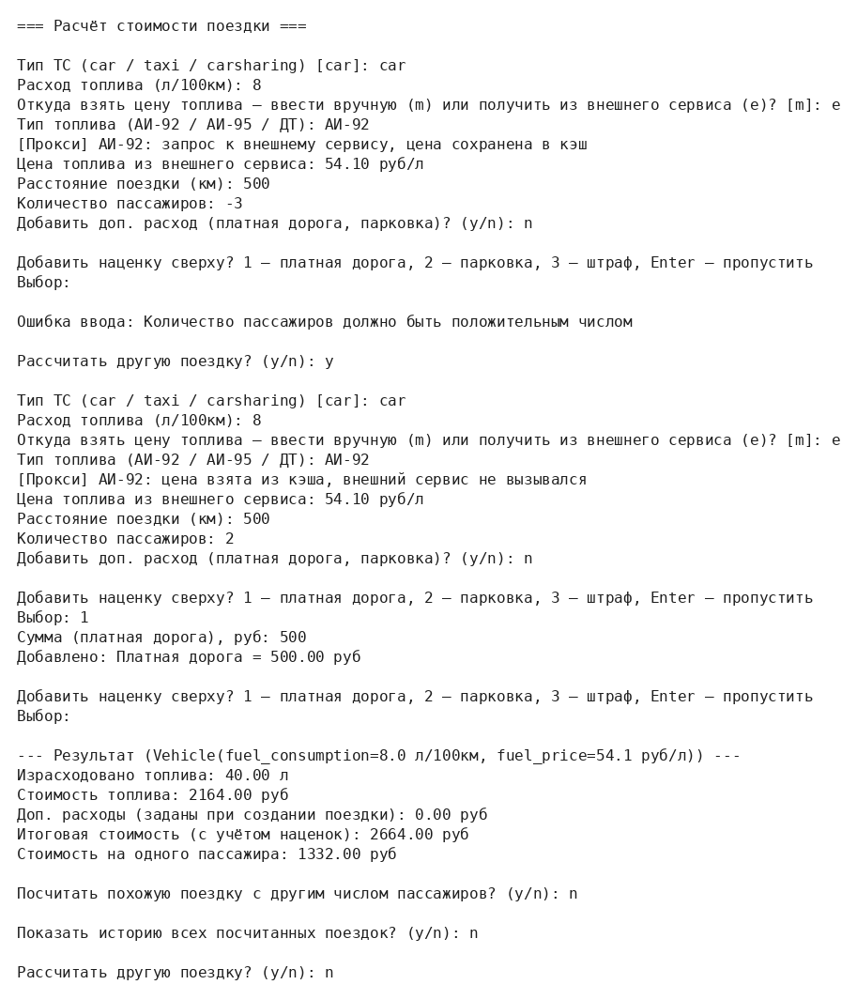 === Расчёт стоимости поездки ===
Тип ТС (car / taxi / carsharing) [car]: car
Расход топлива (л/100км): 8
Откуда взять цену топлива — ввести вручную (m) или получить из внешнего сервиса (e)? [m]: e
Тип топлива (АИ-92 / АИ-95 / ДТ): АИ-92
[Прокси] АИ-92: запрос к внешнему сервису, цена сохранена в кэш
Цена топлива из внешнего сервиса: 54.10 руб/л
Расстояние поездки (км): 500
Количество пассажиров: -3
Добавить доп. расход (платная дорога, парковка)? (y/n): n
Добавить наценку сверху? 1 — платная дорога, 2 — парковка, 3 — штраф, Enter — пропустить
Выбор:
Ошибка ввода: Количество пассажиров должно быть положительным числом
Рассчитать другую поездку? (y/n): y
Тип ТС (car / taxi / carsharing) [car]: car
Расход топлива (л/100км): 8
Откуда взять цену топлива — ввести вручную (m) или получить из внешнего сервиса (e)? [m]: e
Тип топлива (АИ-92 / АИ-95 / ДТ): АИ-92
[Прокси] АИ-92: цена взята из кэша, внешний сервис не вызывался
Цена топлива из внешнего сервиса: 54.10 руб/л
Расстояние поездки (км): 500
Количество пассажиров: 2
Добавить доп. расход (платная дорога, парковка)? (y/n): n
Добавить наценку сверху? 1 — платная дорога, 2 — парковка, 3 — штраф, Enter — пропустить
Выбор: 1
Сумма (платная дорога), руб: 500
Добавлено: Платная дорога = 500.00 руб
Добавить наценку сверху? 1 — платная дорога, 2 — парковка, 3 — штраф, Enter — пропустить
Выбор:
--- Результат (Vehicle(fuel_consumption=8.0 л/100км, fuel_price=54.1 руб/л)) ---
Израсходовано топлива: 40.00 л
Стоимость топлива: 2164.00 руб
Доп. расходы (заданы при создании поездки): 0.00 руб
Итоговая стоимость (с учётом наценок): 2664.00 руб
Стоимость на одного пассажира: 1332.00 руб
Посчитать похожую поездку с другим числом пассажиров? (y/n): n
Показать историю всех посчитанных поездок? (y/n): n
Рассчитать другую поездку? (y/n): n